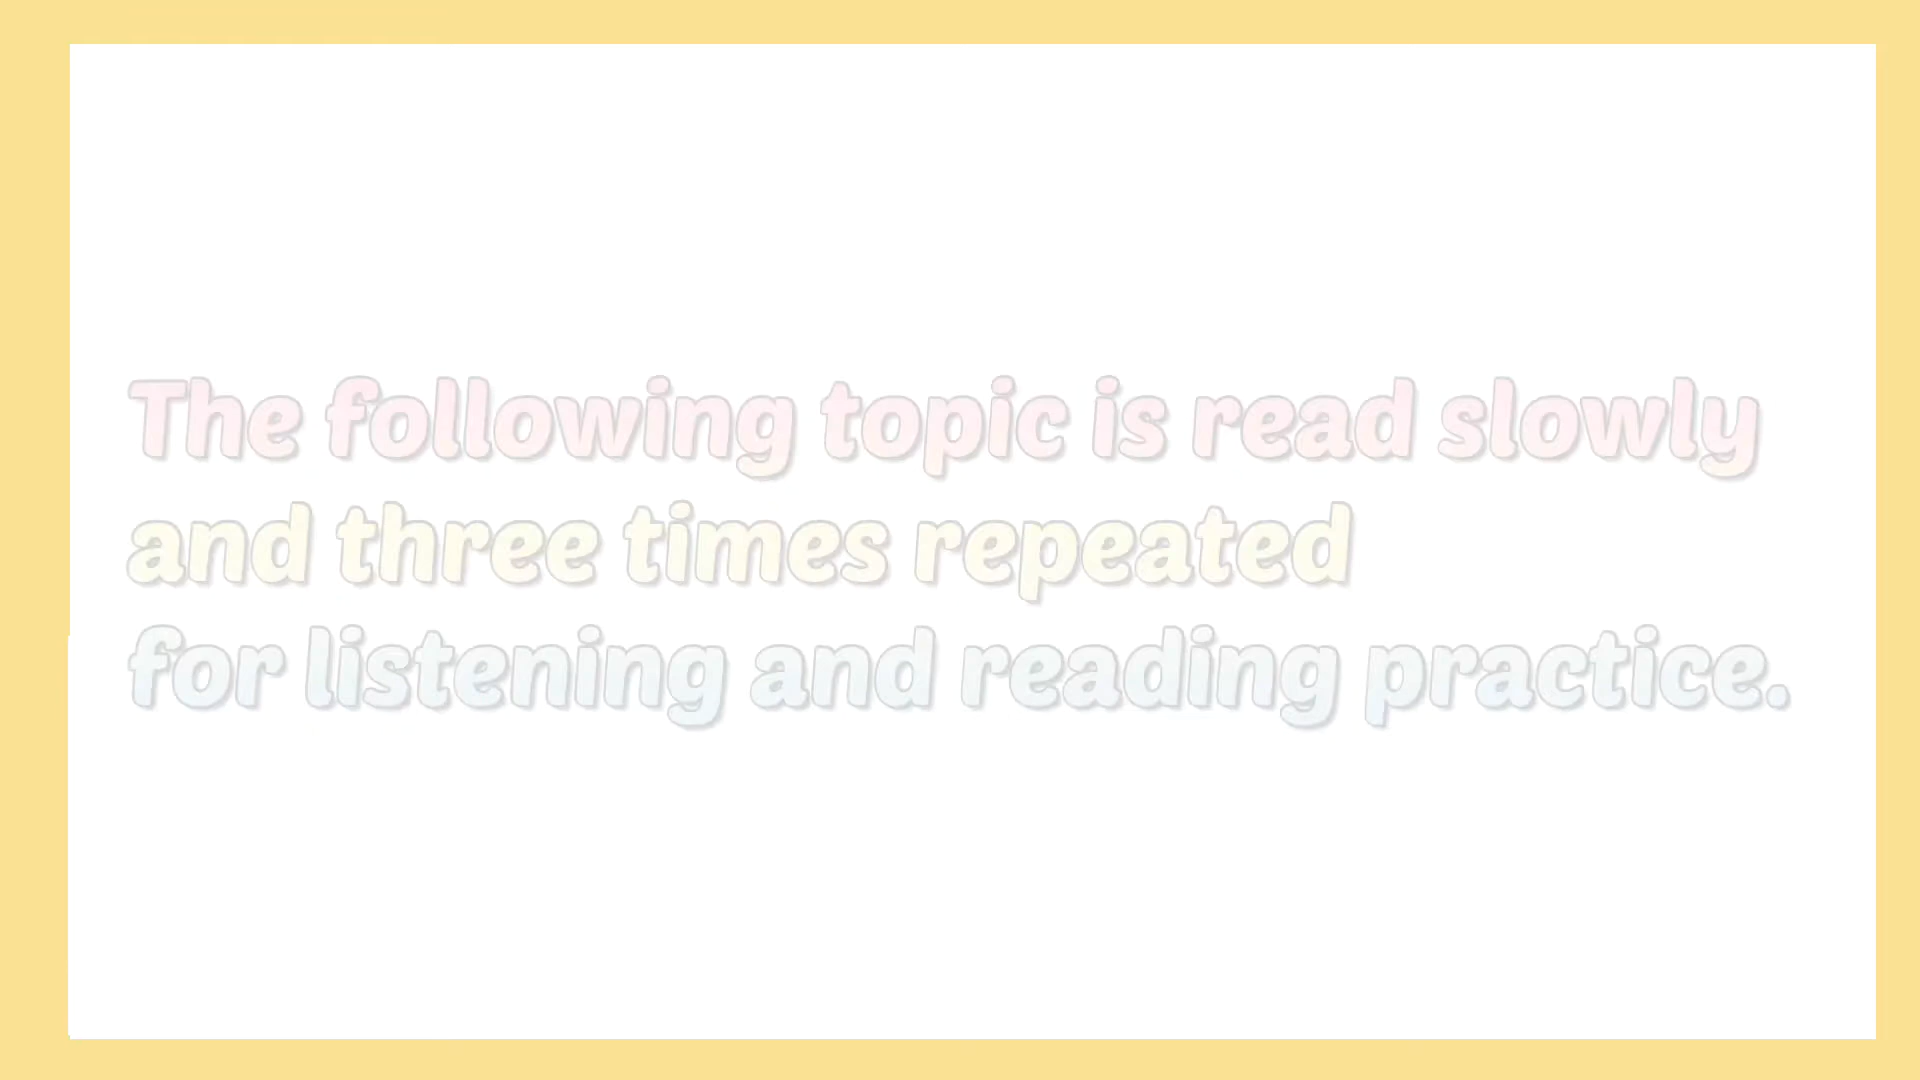 The following topic is read slowly
and three times repeated
for listening and reading practice.